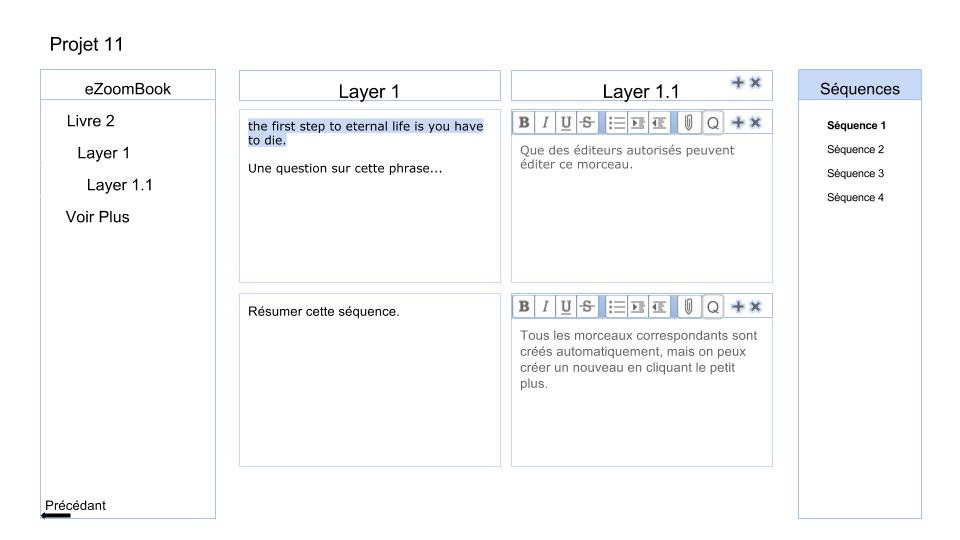 Projet 11
eZoomBook
Livre 2
Layer 1
Layer 1.1
Voir Plus
Précédant
Layer 1
the first step to eternal life is you have
to die.
Une question sur cette phrase...
Résumer cette séquence.
Layer 1.1
B I U S Q
Que des éditeurs autorisés peuvent
éditer ce morceau.
B I U S Q
Tous les morceaux correspondants sont
créés automatiquement, mais on peux
créer un nouveau en cliquant le petit
plus.
Séquences
Séquence 1
Séquence 2
Séquence 3
Séquence 4